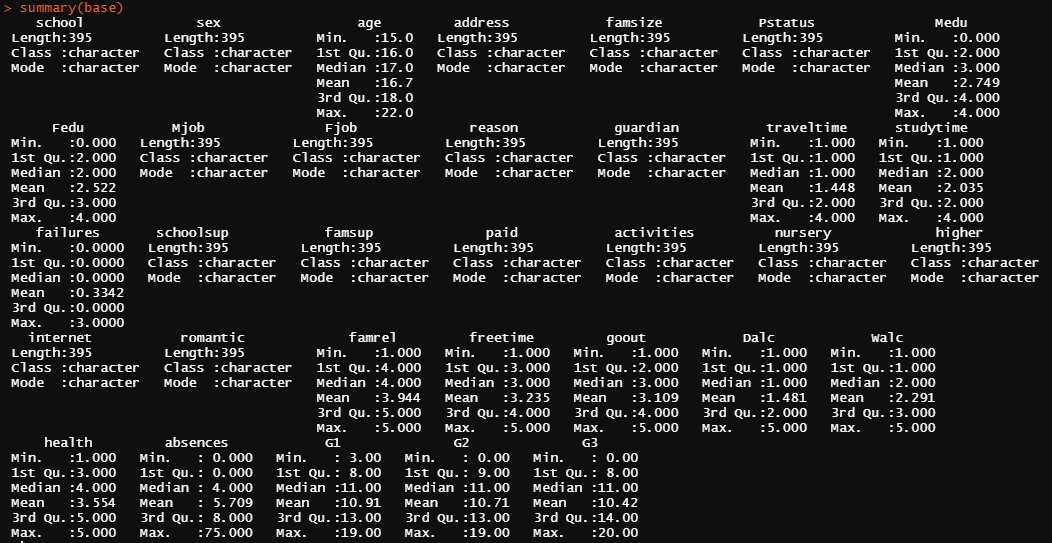 > summary(base)
school sex age address famsize Pstatus Medu
Length:395 Length:395 Min. :15.0 Length:395 Length:395 Length:395 Min. :0.000
Class :character Class :character 1st Qu.:16.0 Class :character Class :character Class :character 1st Qu.:2.000
Mode :character Mode :character Median :17.0 Mode :character Mode :character Mode :character Median :3.000
Mean :16.7 Mean :2.749
3rd Qu.:18.0 3rd Qu.:4.000
Max. :22.0 Max. :4.000
Fedu Mjob Fjob reason guardian traveltime studytime
Min. :0.000 Length:395 Length:395 Length:395 Length:395 Min. :1.000 Min. :1.000
1st Qu.:2.000 Class :character Class :character Class :character Class :character 1st Qu.:1.000 1st Qu.:1.000
Median :2.000 Mode :character Mode :character Mode :character Mode :character Median :1.000 Median :2.000
Mean :2.522 Mean :1.448 Mean :2.035
3rd Qu.:3.000 3rd Qu.:2.000 3rd Qu.:2.000
Max. :4.000 Max. :4.000 Max. :4.000
failures schoolsup famsup paid activities nursery higher
Min. :0.0000 Length:395 Length:395 Length:395 Length:395 Length:395 Length:395
1st Qu.:0.0000 Class :character Class :character Class :character Class :character Class :character Class :character
Median :0.0000 Mode :character Mode :character Mode :character Mode :character Mode :character Mode :character
Mean :0.3342
3rd Qu.:0.0000
Max. :3.0000
internet romantic famrel freetime goout Dalc Walc
Length:395 Length:395 Min. :1.000 Min. :1.000 Min. :1.000 Min. :1.000 Min. :1.000
Class :character Class :character 1st Qu.:4.000 1st Qu.:3.000 1st Qu.:2.000 1st Qu.:1.000 1st Qu.:1.000
Mode :character Mode :character Median :4.000 Median :3.000 Median :3.000 Median :1.000 Median :2.000
Mean :3.944 Mean :3.235 Mean :3.109 Mean :1.481 Mean :2.291
3rd Qu.:5.000 3rd Qu.:4.000 3rd Qu.:4.000 3rd Qu.:2.000 3rd Qu.:3.000
Max. :5.000 Max. :5.000 Max. :5.000 Max. :5.000 Max. :5.000
health absences G1 G2 G3
Min. :1.000 Min. : 0.000 Min. : 3.00 Min. : 0.00 Min. : 0.00
1st Qu.:3.000 1st Qu.: 0.000 1st Qu.: 8.00 1st Qu.: 9.00 1st Qu.: 8.00
Median :4.000 Median : 4.000 Median :11.00 Median :11.00 Median :11.00
Mean :3.554 Mean : 5.709 Mean :10.91 Mean :10.71 Mean :10.42
3rd Qu.:5.000 3rd Qu.: 8.000 3rd Qu.:13.00 3rd Qu.:13.00 3rd Qu.:14.00
Max. :5.000 Max. :75.000 Max. :19.00 Max. :19.00 Max. :20.00